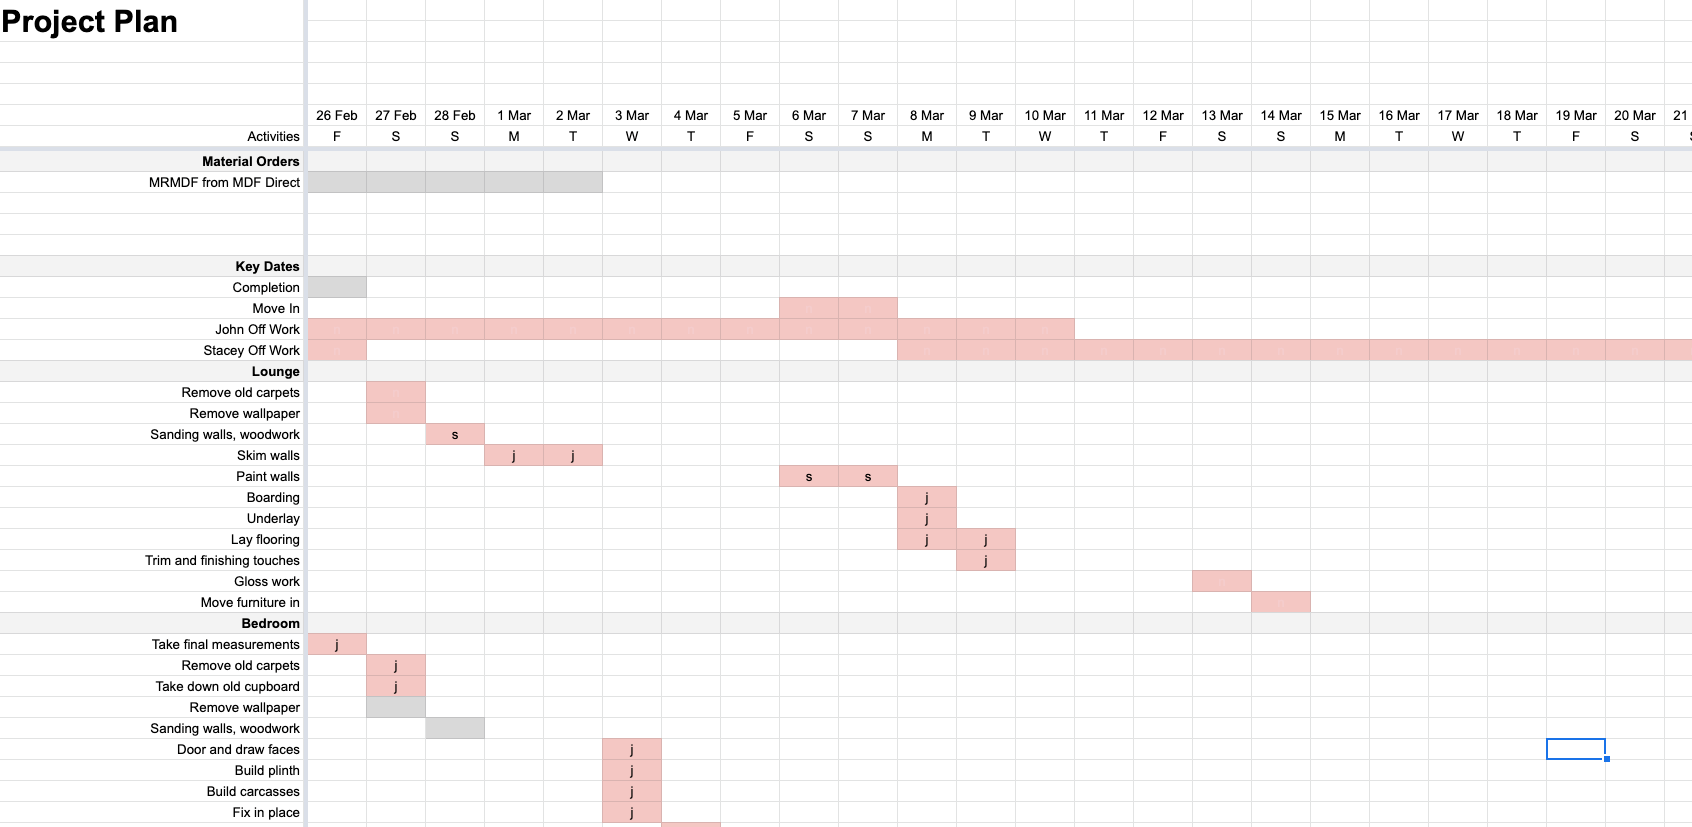 Project Plan
26 Feb 27 Feb 28 Feb 1 Mar 2 Mar 3 Mar 4 Mar 5 Mar 6 Mar 7 Mar 8 Mar 9 Mar 10 Mar 11 Mar 12 Mar 13 Mar 14 Mar 15 Mar 16 Mar 17 Mar 18 Mar 19 Mar 20 Mar 21
Activities F S S M T W T F S S M T W T F S S M T W T F S
Material Orders
MRMDF from MDF Direct
Key Dates
Completion
Move In
John Off Work
Stacey Off Work
Lounge
Remove old carpets
Remove wallpaper
Sanding walls, woodwork s
Skim walls j j
Paint walls s s
Boarding j
Underlay j
Lay flooring j j
Trim and finishing touches j
Gloss work
Move furniture in
Bedroom
Take final measurements j
Remove old carpets j
Take down old cupboard j
Remove wallpaper
Sanding walls, woodwork
Door and draw faces j
Build plinth j
Build carcasses j
Fix in place j